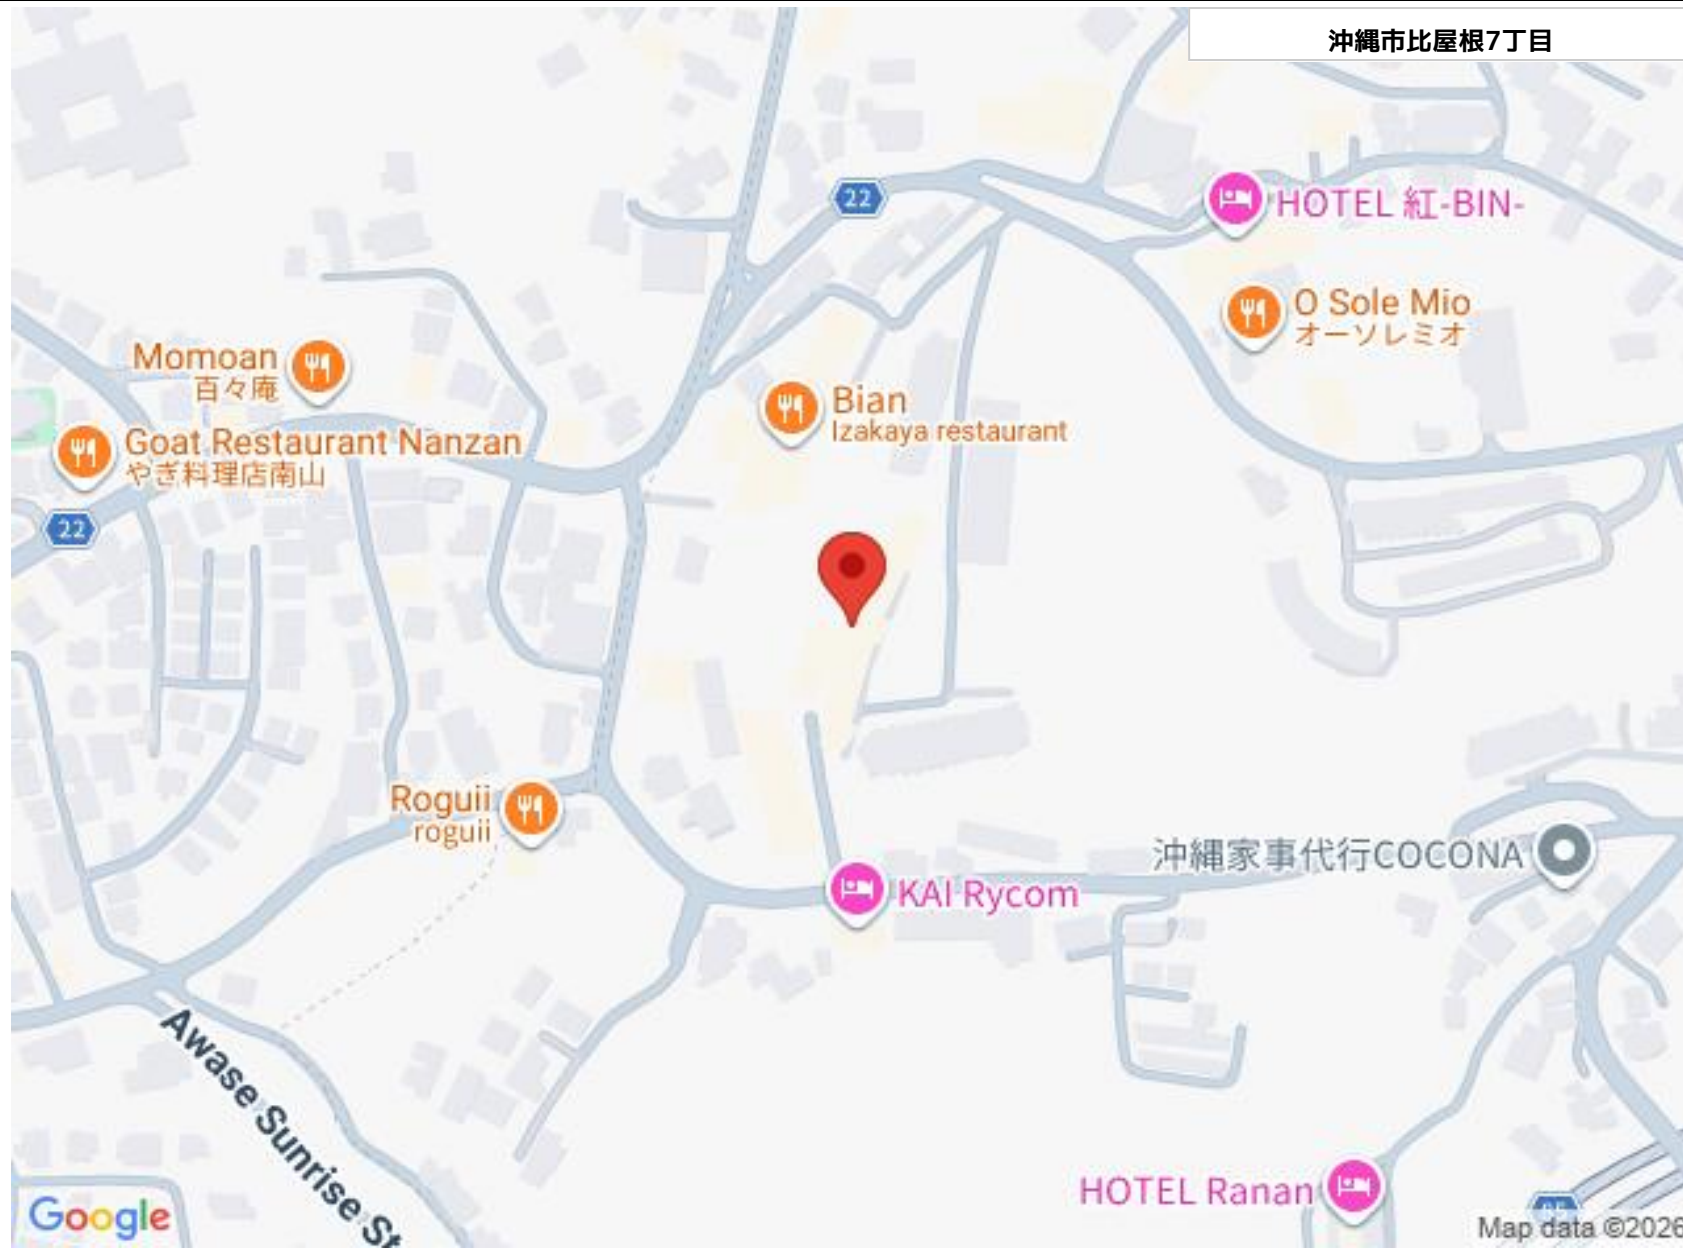 沖縄市比屋根7丁目
22
HOTEL 紅-BIN-
O Sole Mio
オーソレミオ
Momoan
百々庵
Bian
Izakaya restaurant
Goat Restaurant Nanzan
やぎ料理店南山
22
Roguii
roguii
沖縄家事代行COCONA
KAI Rycom
Awase Sunrise St
HOTEL Ranan
Google
Map data ©2026